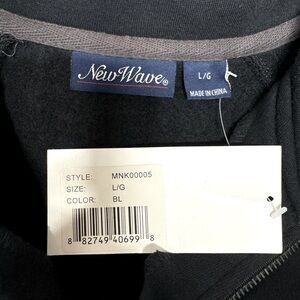 New Wave®
L/G
MADE IN CHINA
STYLE: MNK00005
SIZE: L/G
COLOR: BL
8 82749 40699 8